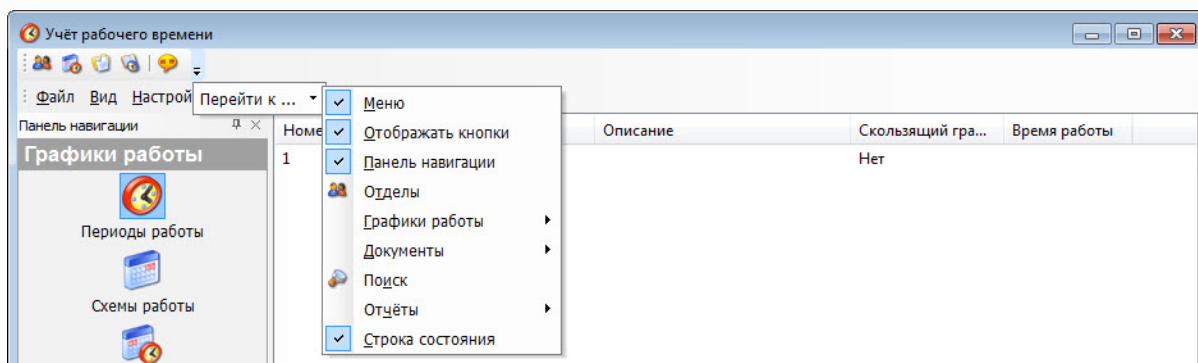 Учёт рабочего времени
Файл Вид Настрой
Перейти к ...
Меню
Отображать кнопки
Панель навигации
Отделы
Графики работы
Документы
Поиск
Отчёты
Строка состояния
Панель навигации
Графики работы
Периоды работы
Схемы работы
Номе Описание Скользящий гра... Время работы
1 Нет